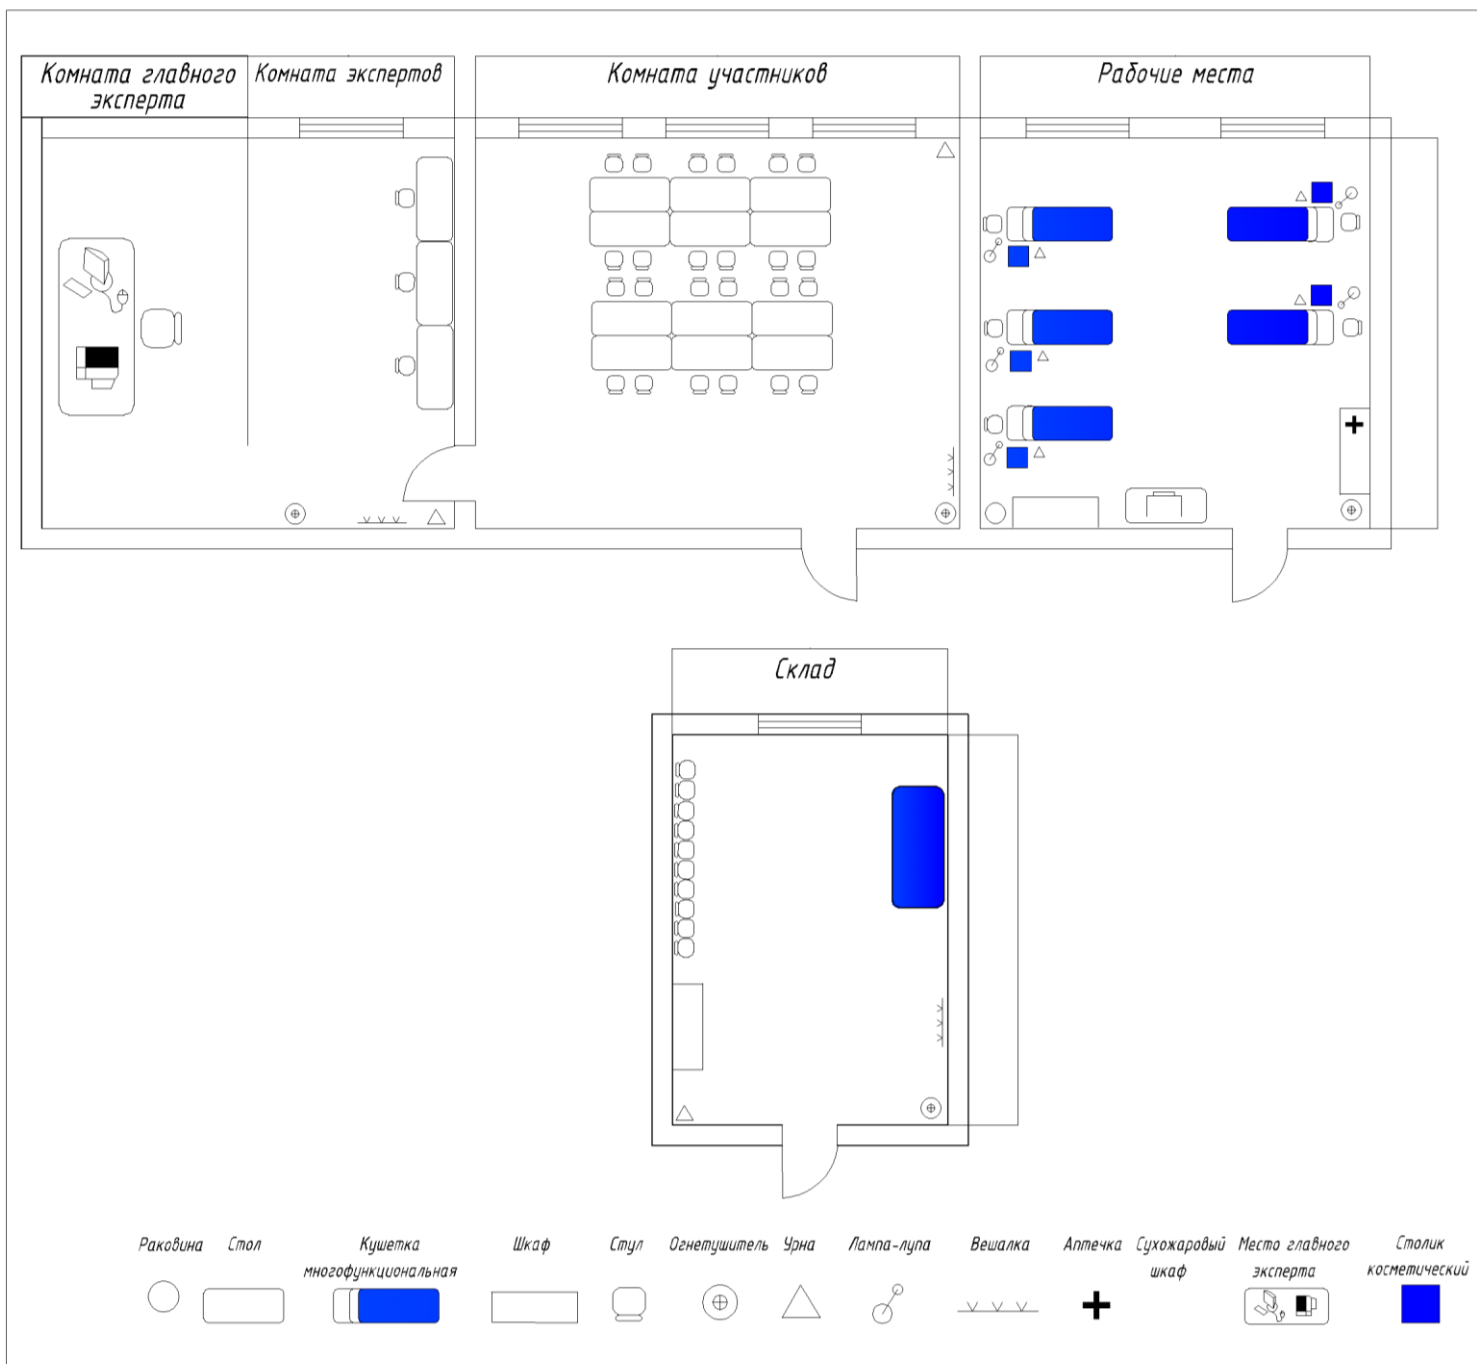 Комната главного
эксперта
Комната экспертов
Комната участников
Рабочие места
Склад
Раковина
Стол
Кушетка
многофункциональная
Шкаф
Стул
Огнетушитель
Урна
Лампа-лупа
Вешалка
Аптечка
Сухожаровый
шкаф
Место главного
эксперта
Столик
косметический